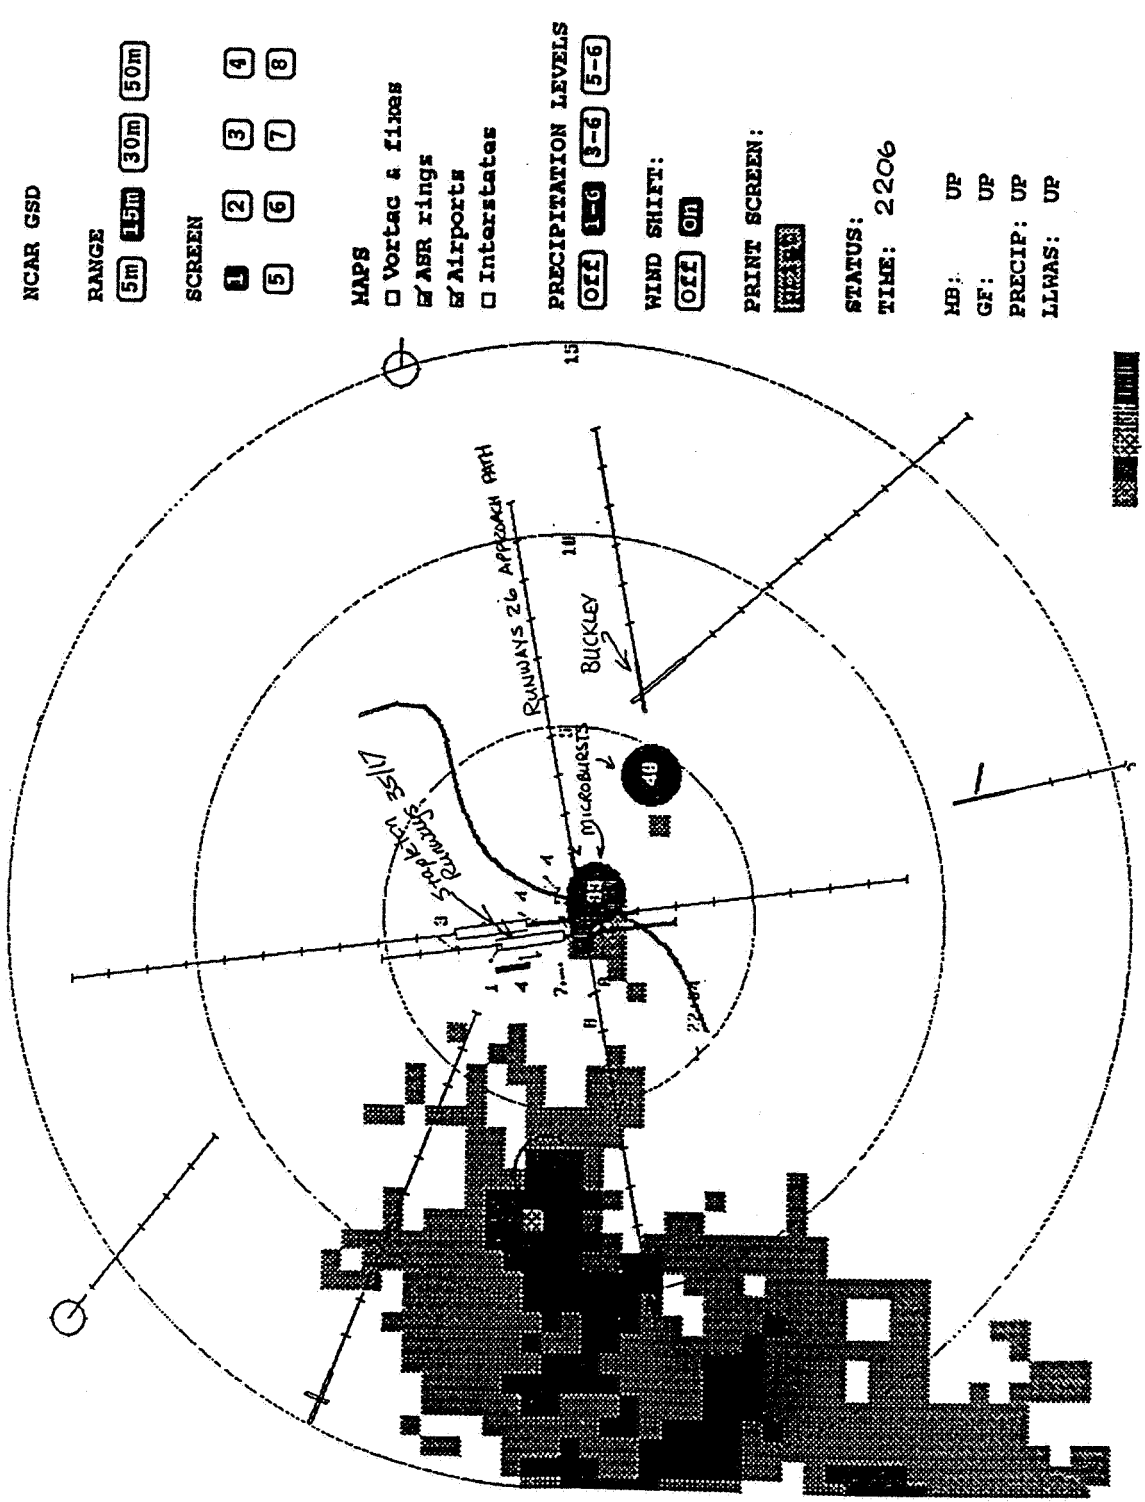 NCAR GSD
RANGE
5m 15m 30m 50m
SCREEN
1 2 3 4
5 6 7 8
MAPS
Vortac & fixes
ASR rings
Airports
Interstates
PRECIPITATION LEVELS
Off 1-6 3-6 5-6
WIND SHIFT:
Off On
PRINT SCREEN:
STATUS:
TIME: 2206
MB: UP
GF: UP
PRECIP: UP
LLWAS: UP
15
10
RUNWAYS 26 APPROACH PATH
BUCKLEY
MICROBURSTS
40
Stapleton 35/17
Runways